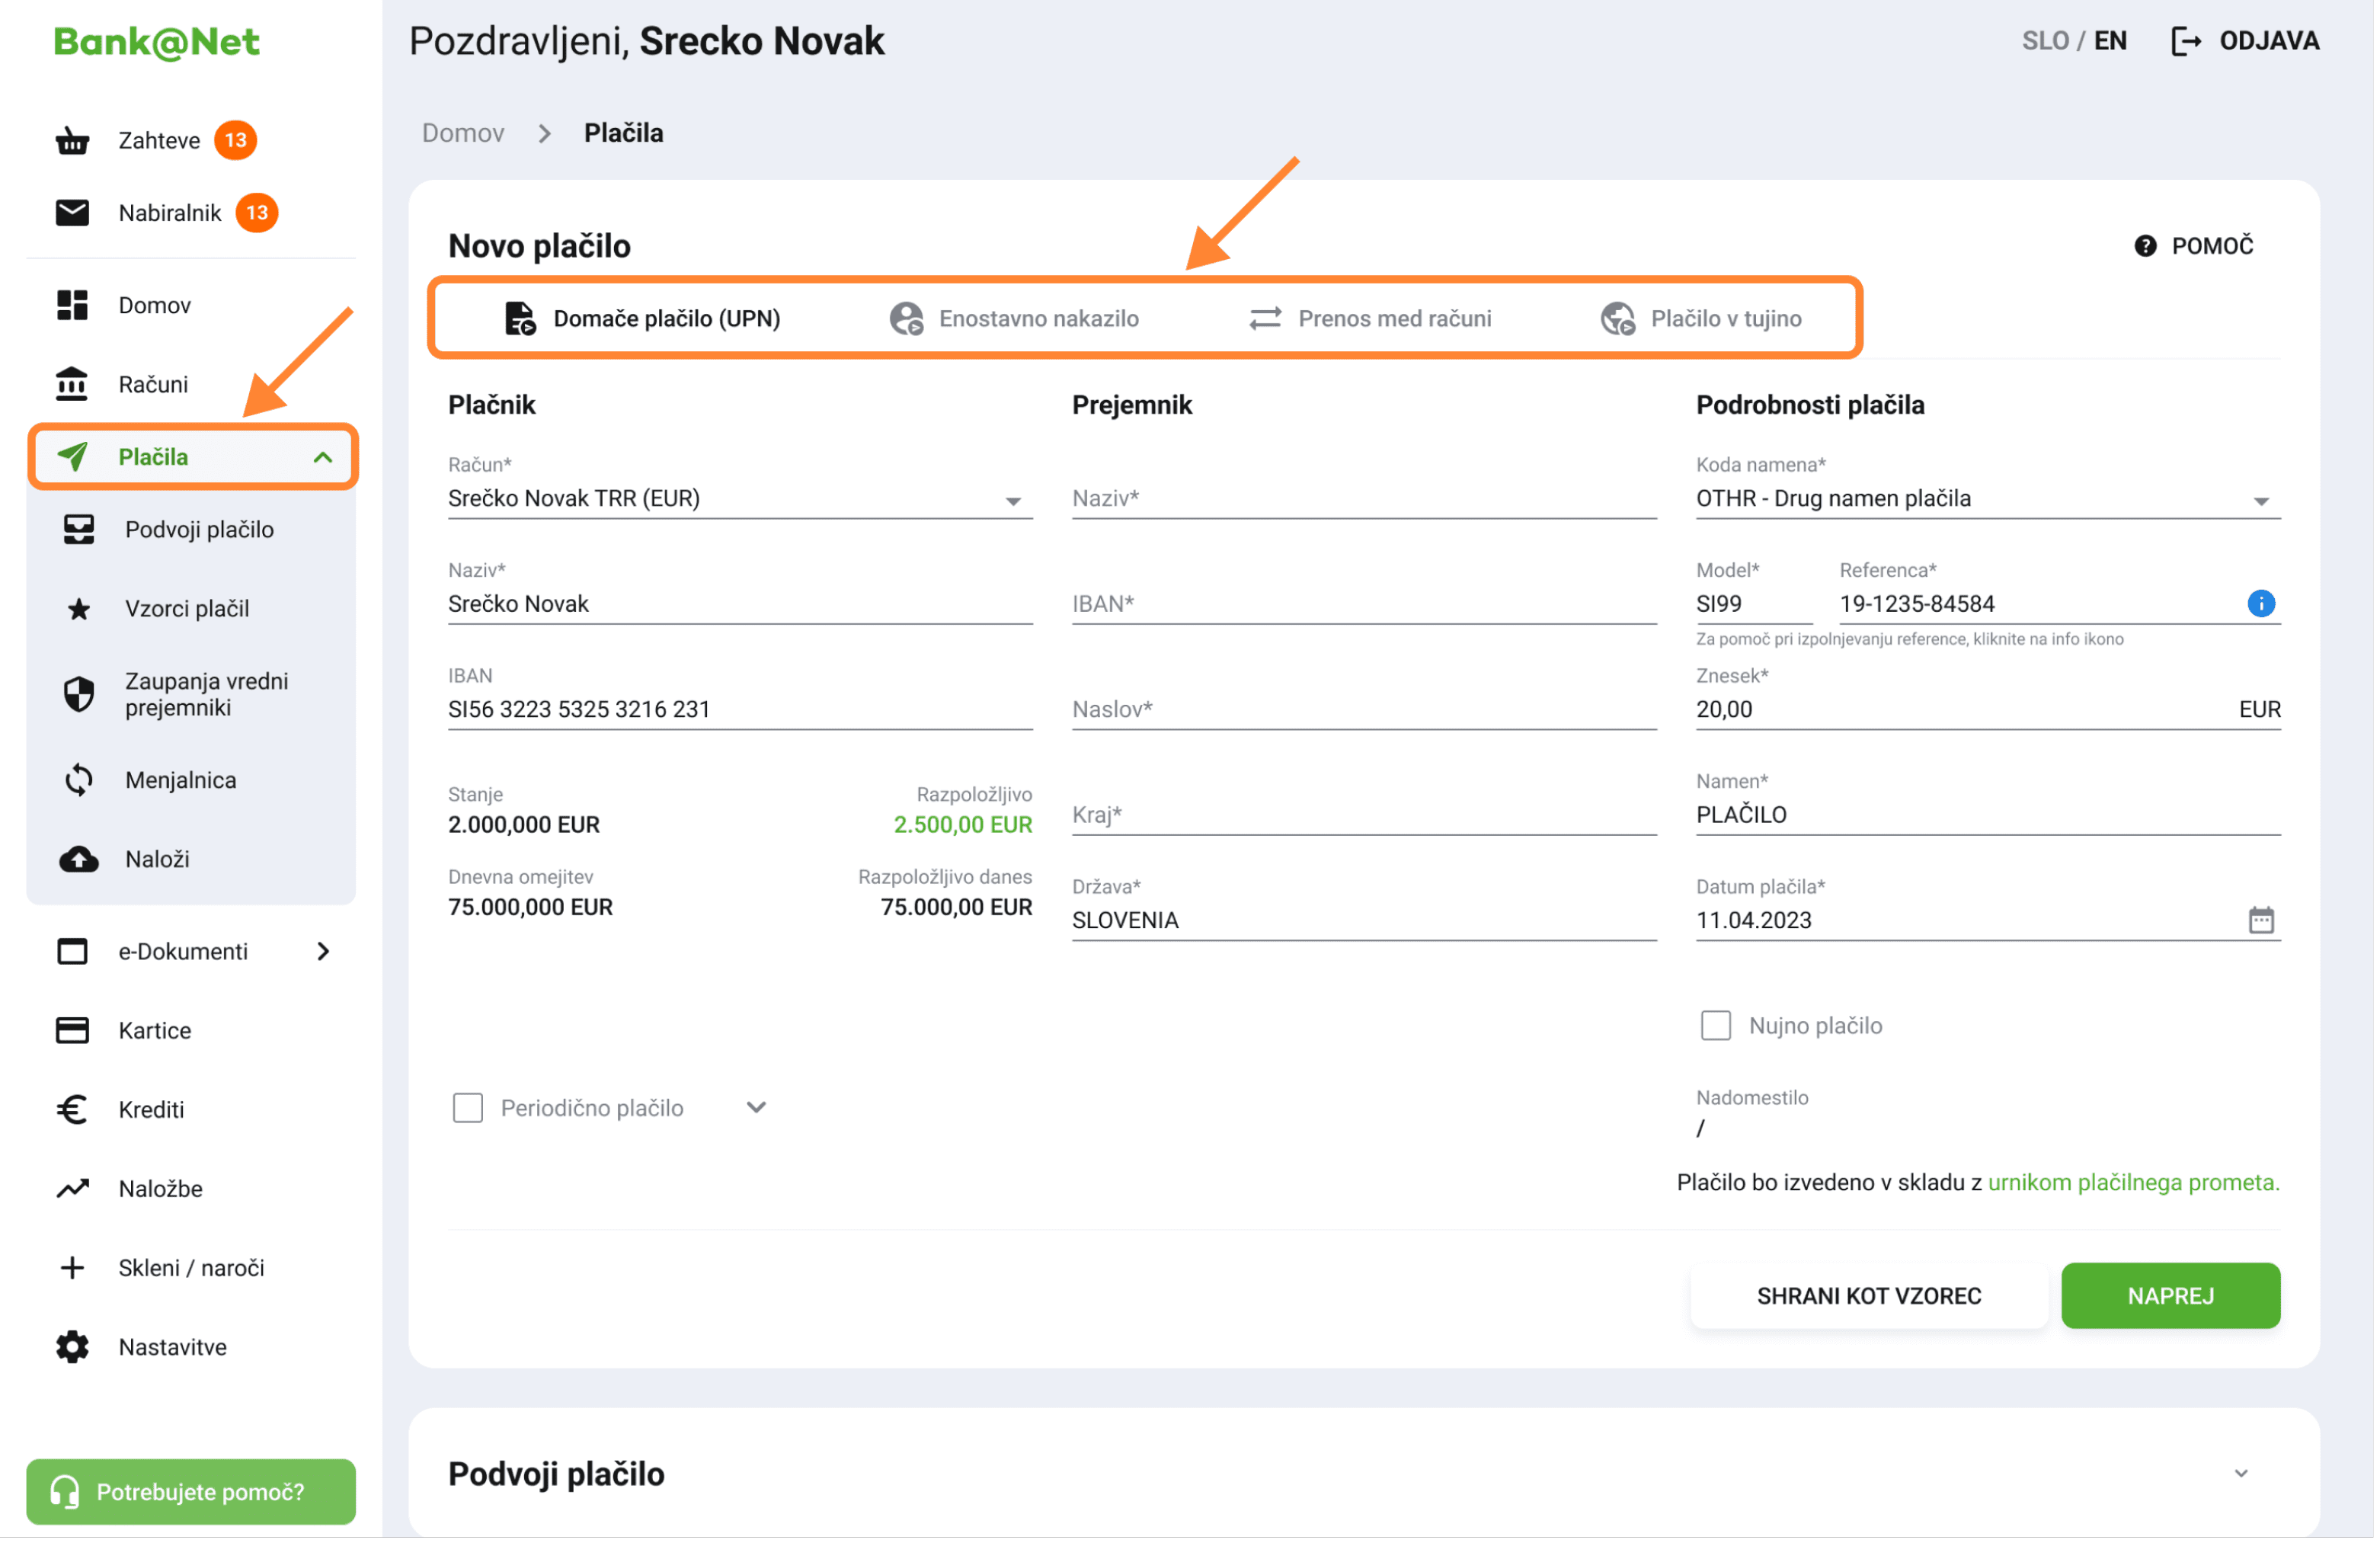 Bank@Net
Pozdravljeni, Srecko Novak
SLO / EN
ODJAVA
Zahteve 13
Nabiralnik 13
Domov
Računi
Plačila
Podvoji plačilo
Vzorci plačil
Zaupanja vredni
prejemniki
Menjalnica
Naloži
e-Dokumenti
Kartice
Krediti
Naložbe
Skleni / naroči
Nastavitve
Potrebujete pomoč?
Domov > Plačila
Novo plačilo
POMOČ
Domače plačilo (UPN)
Enostavno nakazilo
Prenos med računi
Plačilo v tujino
Plačnik
Račun*
Srečko Novak TRR (EUR)
Naziv*
Srečko Novak
IBAN
SI56 3223 5325 3216 231
Stanje
2.000,000 EUR
Razpoložljivo
2.500,00 EUR
Dnevna omejitev
75.000,000 EUR
Razpoložljivo danes
75.000,00 EUR
Periodično plačilo
Prejemnik
Naziv*
IBAN*
Naslov*
Kraj*
Država*
SLOVENIA
Podrobnosti plačila
Koda namena*
OTHR - Drug namen plačila
Model*
SI99
Referenca*
19-1235-84584
Za pomoč pri izpolnjevanju reference, kliknite na info ikono
Znesek*
20,00 EUR
Namen*
PLAČILO
Datum plačila*
11.04.2023
Nujno plačilo
Nadomestilo
/
Plačilo bo izvedeno v skladu z urnikom plačilnega prometa.
SHRANI KOT VZOREC
NAPREJ
Podvoji plačilo